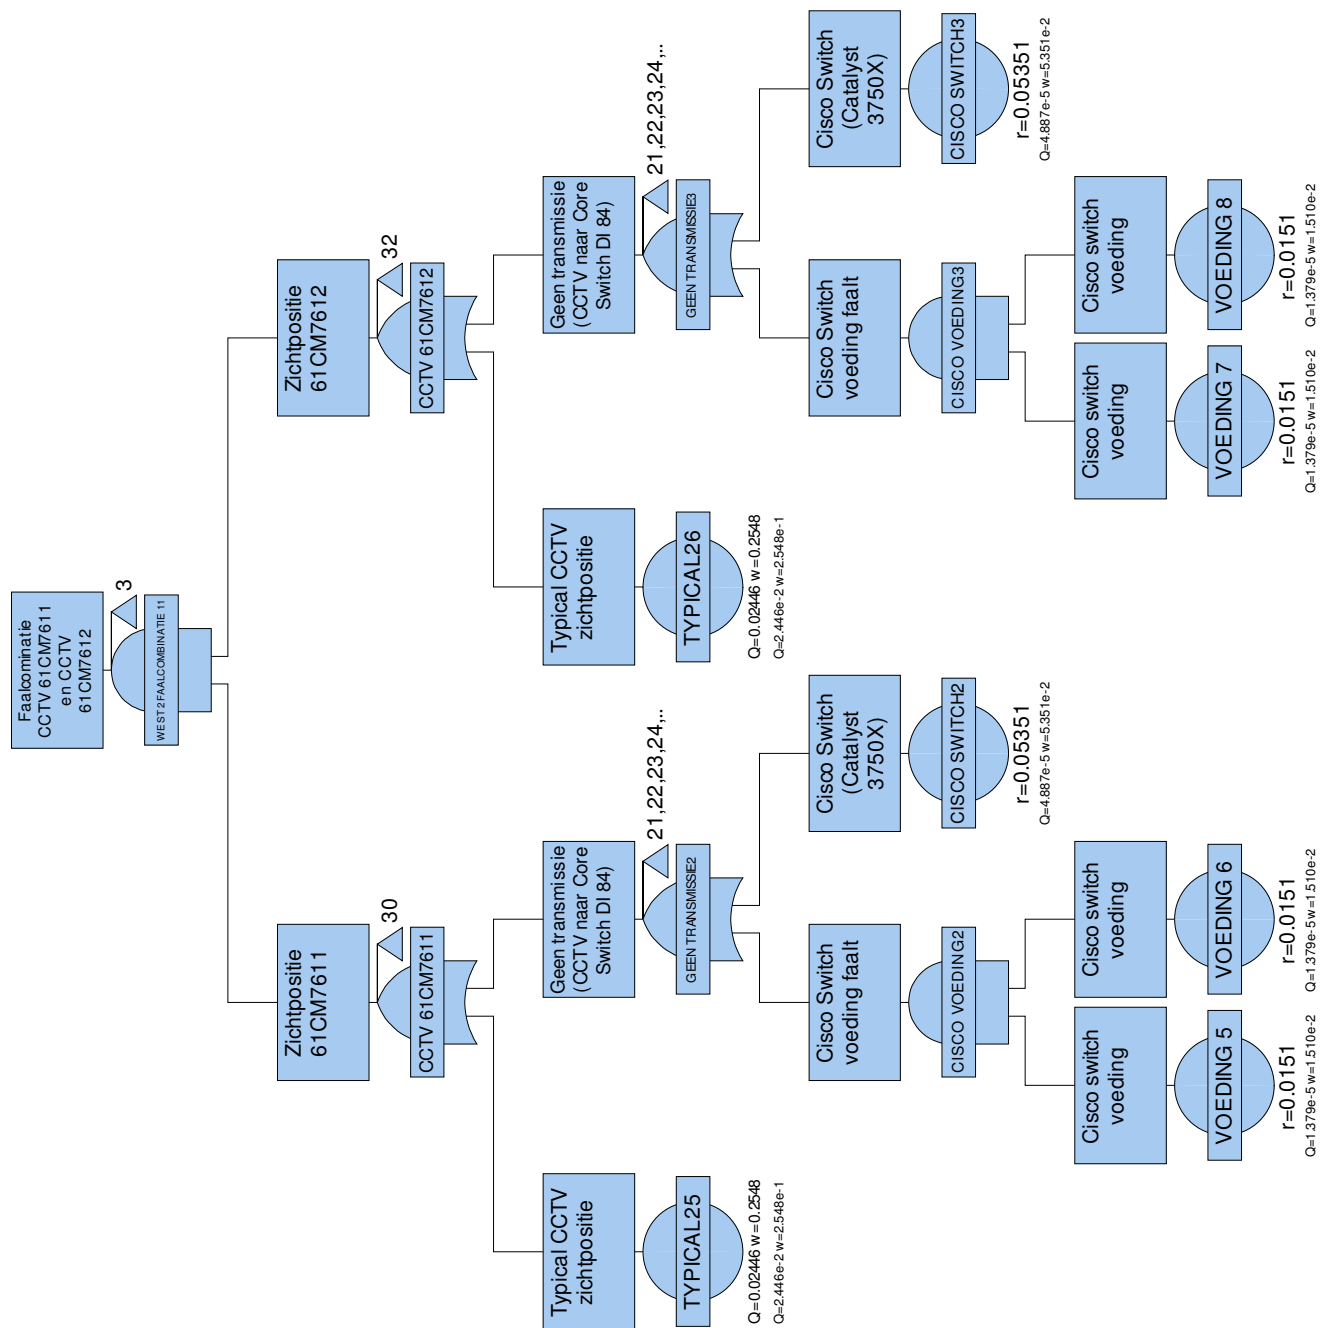 Faalcominatie
CCTV 61CM7611
en CCTV
61CM7612
3
WEST 2 FAALCOMBINATIE 11
Zichtpositie
61CM7611
30
CCTV 61CM7611
Zichtpositie
61CM7612
32
CCTV 61CM7612
Typical CCTV
zichtpositie
TYPICAL25
Q=0.02446 w=0.2548
Q=2.446e-2 w=2.548e-1
Geen transmissie
(CCTV naar Core
Switch DI 84)
21,22,23,24,..
GEEN TRANSMISSIE2
Typical CCTV
zichtpositie
TYPICAL26
Q=0.02446 w=0.2548
Q=2.446e-2 w=2.548e-1
Geen transmissie
(CCTV naar Core
Switch DI 84)
21,22,23,24,..
GEEN TRANSMISSIE3
Cisco Switch
voeding faalt
CISCO VOEDING2
Cisco Switch
(Catalyst
3750X)
CISCO SWITCH2
r=0.05351
Q=4.887e-5 w=5.351e-2
Cisco Switch
voeding faalt
CISCO VOEDING3
Cisco Switch
(Catalyst
3750X)
CISCO SWITCH3
r=0.05351
Q=4.887e-5 w=5.351e-2
Cisco switch
voeding
VOEDING 5
r=0.0151
Q=1.379e-5 w=1.510e-2
Cisco switch
voeding
VOEDING 6
r=0.0151
Q=1.379e-5 w=1.510e-2
Cisco switch
voeding
VOEDING 7
r=0.0151
Q=1.379e-5 w=1.510e-2
Cisco switch
voeding
VOEDING 8
r=0.0151
Q=1.379e-5 w=1.510e-2